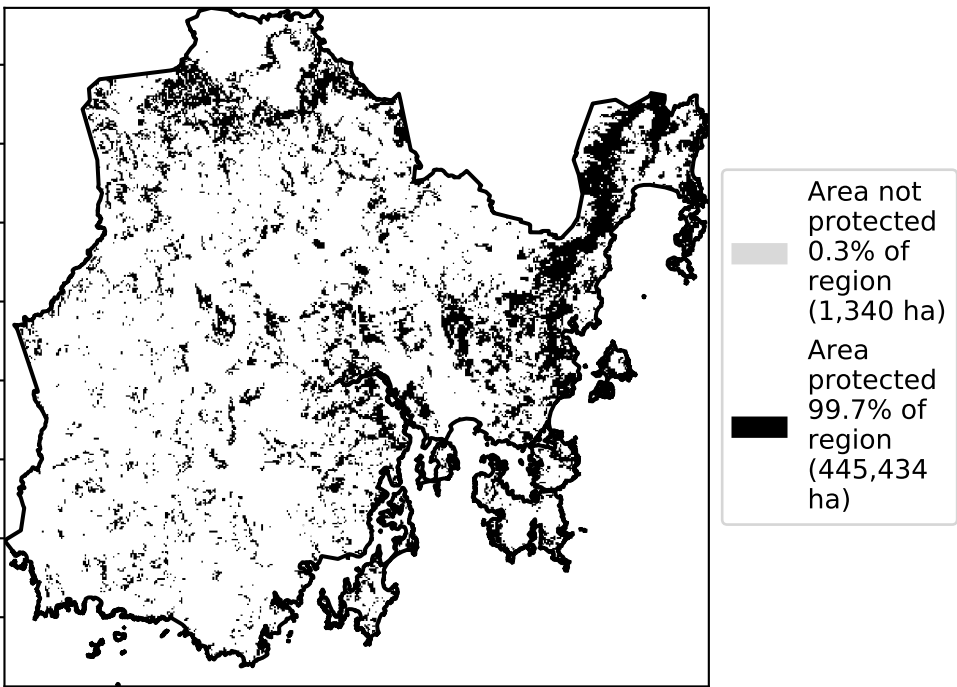 Area not
protected
0.3% of
region
(1,340 ha)
Area
protected
99.7% of
region
(445,434
ha)